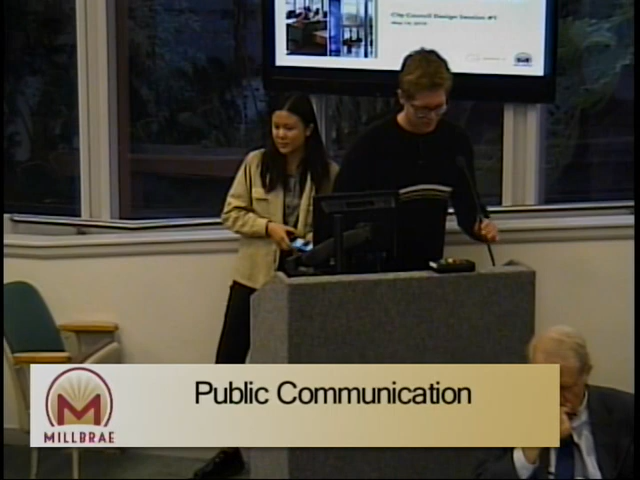 City Council Design Session #1
Public Communication
M
MILLBRAE